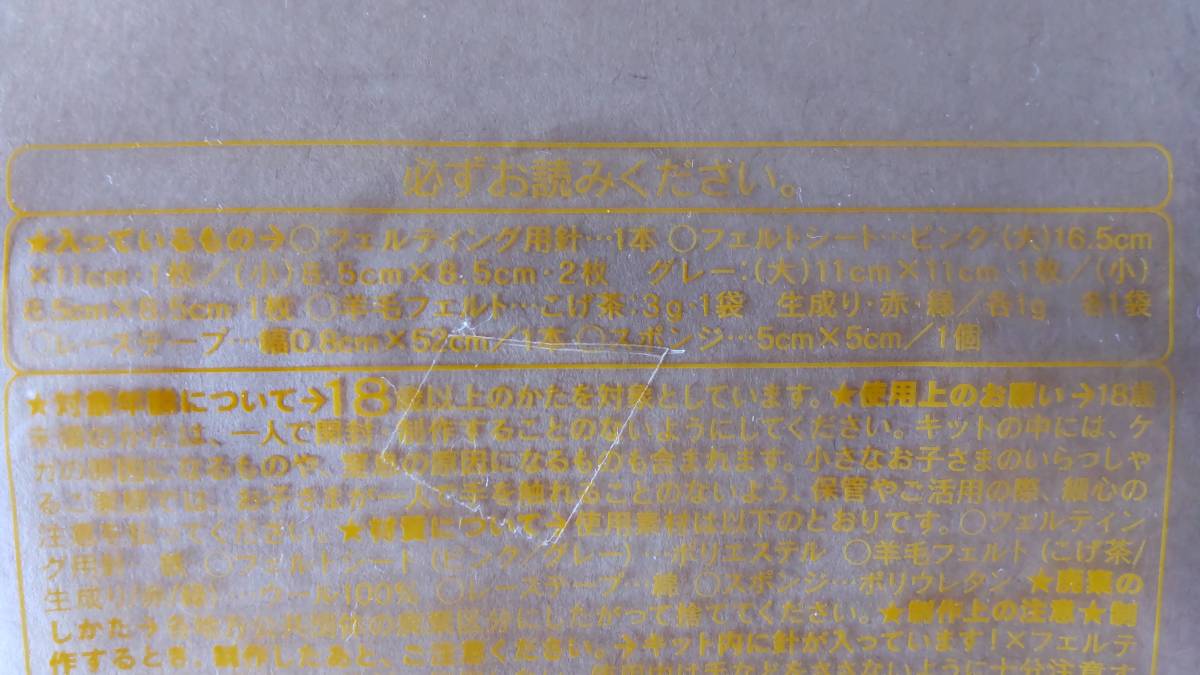 必ずお読みください。
★入っているもの→○フェルティング用針…1本 ○フェルトシート…ピンク:(大)16.5cm
×11cm・1枚／(小)8.5cm×8.5cm・2枚 グレー:(大)11cm×11cm・1枚／(小)
8.5cm×8.5cm・1枚 ○羊毛フェルト…こげ茶:3g・1袋 生成り・赤・緑／各1g 各1袋
○レーステープ…幅0.8cm×52cm／1本 ○スポンジ…5cm×5cm／1個
★対象年齢について→18歳以上のかたを対象としています。★使用上のお願い→18歳
未満のかたは、一人で開封・制作することのないようにしてください。キットの中には、ケ
ガの原因になるものや、窒息の原因になるものも含まれます。小さなお子さまのいらっしゃ
るご家庭では、お子さまが一人で手を触れることのないよう、保管やご活用の際、細心の
注意を払ってください。★材質について→使用素材は以下のとおりです。○フェルティン
グ用針…鉄 ○フェルトシート（ピンク/グレー）…ポリエステル ○羊毛フェルト（こげ茶/
生成り/赤/緑）…ウール100% ○レーステープ…綿 ○スポンジ…ポリウレタン ★廃棄の
しかた→各地方公共団体の廃棄区分にしたがって捨ててください。★制作上の注意★制
作するとき、制作したあと、ご注意ください。→キット内に針が入っています！×フェルテ
使用中は手などをささないように十分注意す